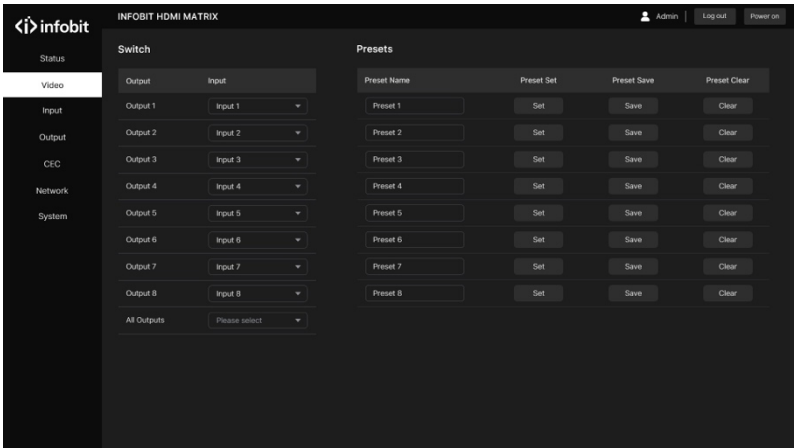 <i>infobit
INFOBIT HDMI MATRIX
Admin
Log out
Power on
Status
Video
Input
Output
CEC
Network
System
Switch
Output Input
Output 1 Input 1
Output 2 Input 2
Output 3 Input 3
Output 4 Input 4
Output 5 Input 5
Output 6 Input 6
Output 7 Input 7
Output 8 Input 8
All Outputs Please select
Presets
Preset Name Preset Set Preset Save Preset Clear
Preset 1 Set Save Clear
Preset 2 Set Save Clear
Preset 3 Set Save Clear
Preset 4 Set Save Clear
Preset 5 Set Save Clear
Preset 6 Set Save Clear
Preset 7 Set Save Clear
Preset 8 Set Save Clear